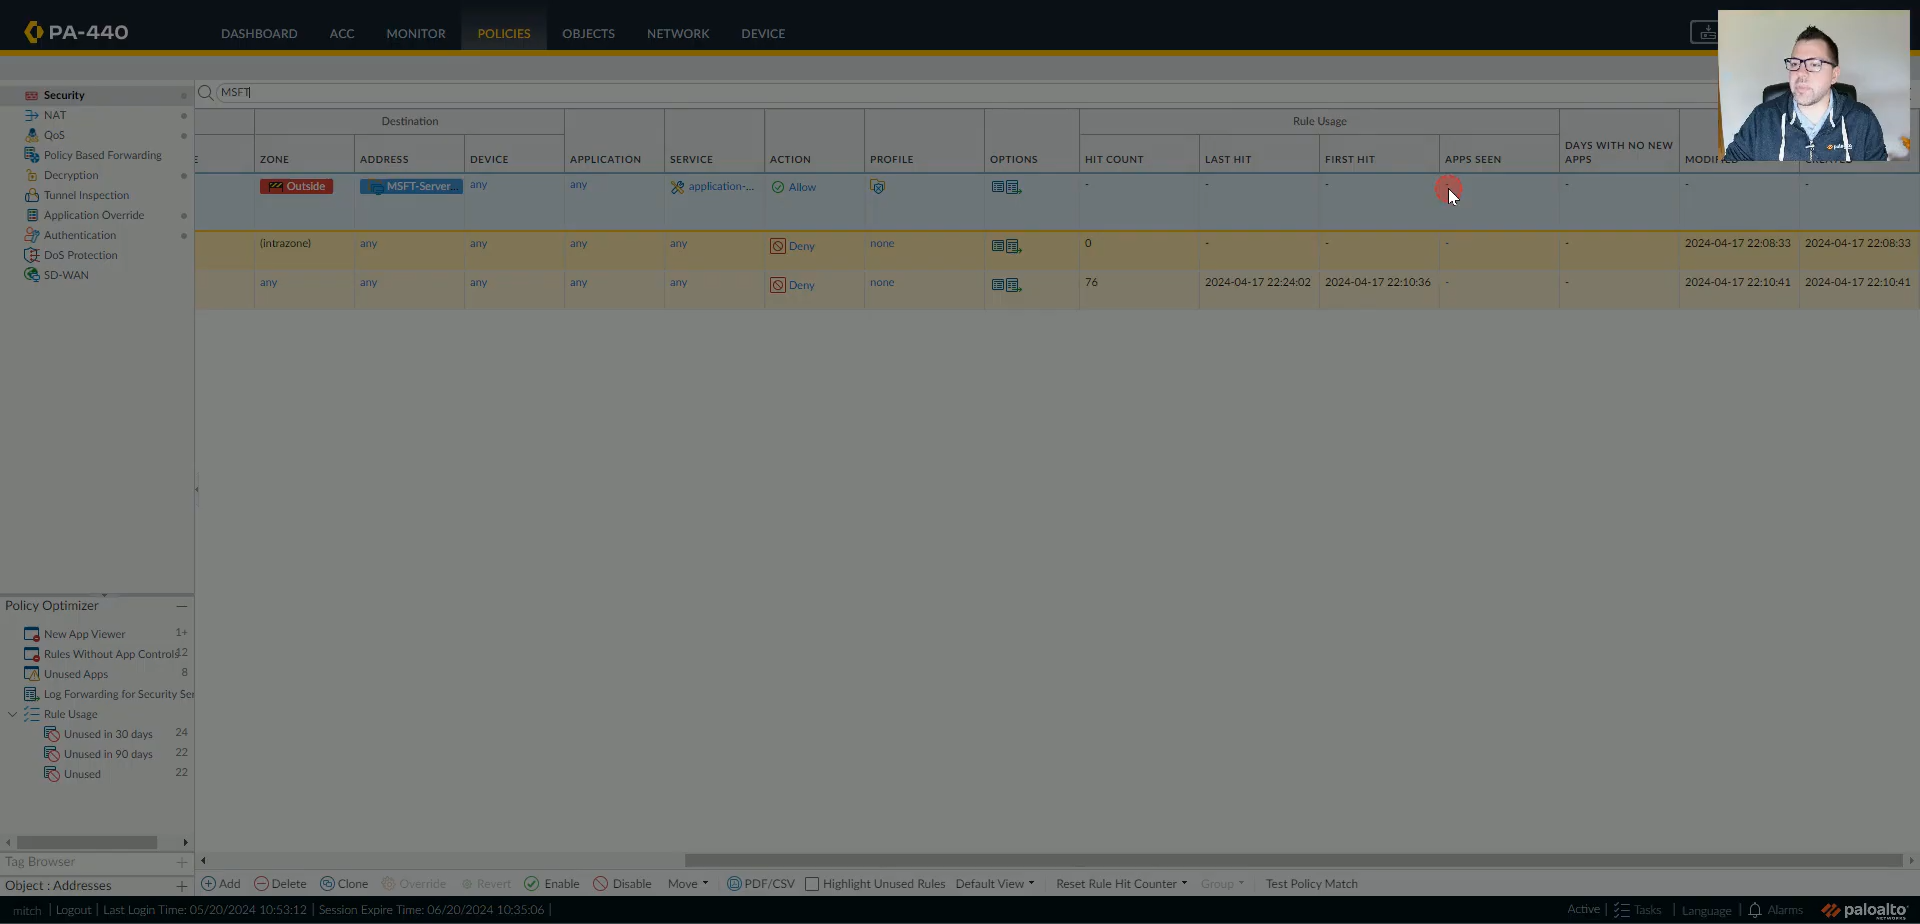 PA-440
DASHBOARD ACC MONITOR POLICIES OBJECTS NETWORK DEVICE
Security
NAT
QoS
Policy Based Forwarding
Decryption
Tunnel Inspection
Application Override
Authentication
DoS Protection
SD-WAN
MSFT
Destination Rule Usage
ZONE ADDRESS DEVICE APPLICATION SERVICE ACTION PROFILE OPTIONS HIT COUNT LAST HIT FIRST HIT APPS SEEN DAYS WITH NO NEW APPS
Outside MSFT-Server... any any application-... Allow - - - - - - -
(intrazone) any any any any Deny none 0 - - - - 2024-04-17 22:08:33 2024-04-17 22:08:33
any any any any any Deny none 76 2024-04-17 22:24:02 2024-04-17 22:10:36 - - 2024-04-17 22:10:41 2024-04-17 22:10:41
Policy Optimizer
New App Viewer 1+
Rules Without App Controls 12
Unused Apps 8
Log Forwarding for Security Ser
Rule Usage
Unused in 30 days 24
Unused in 90 days 22
Unused 22
Tag Browser
Object : Addresses
Add Delete Clone Override Revert Enable Disable Move PDF/CSV Highlight Unused Rules Default View Reset Rule Hit Counter Group Test Policy Match
mitch | Logout | Last Login Time: 05/20/2024 10:53:12 | Session Expire Time: 06/20/2024 10:35:06 |
Active | Tasks | Language | Alarms paloalto NETWORKS